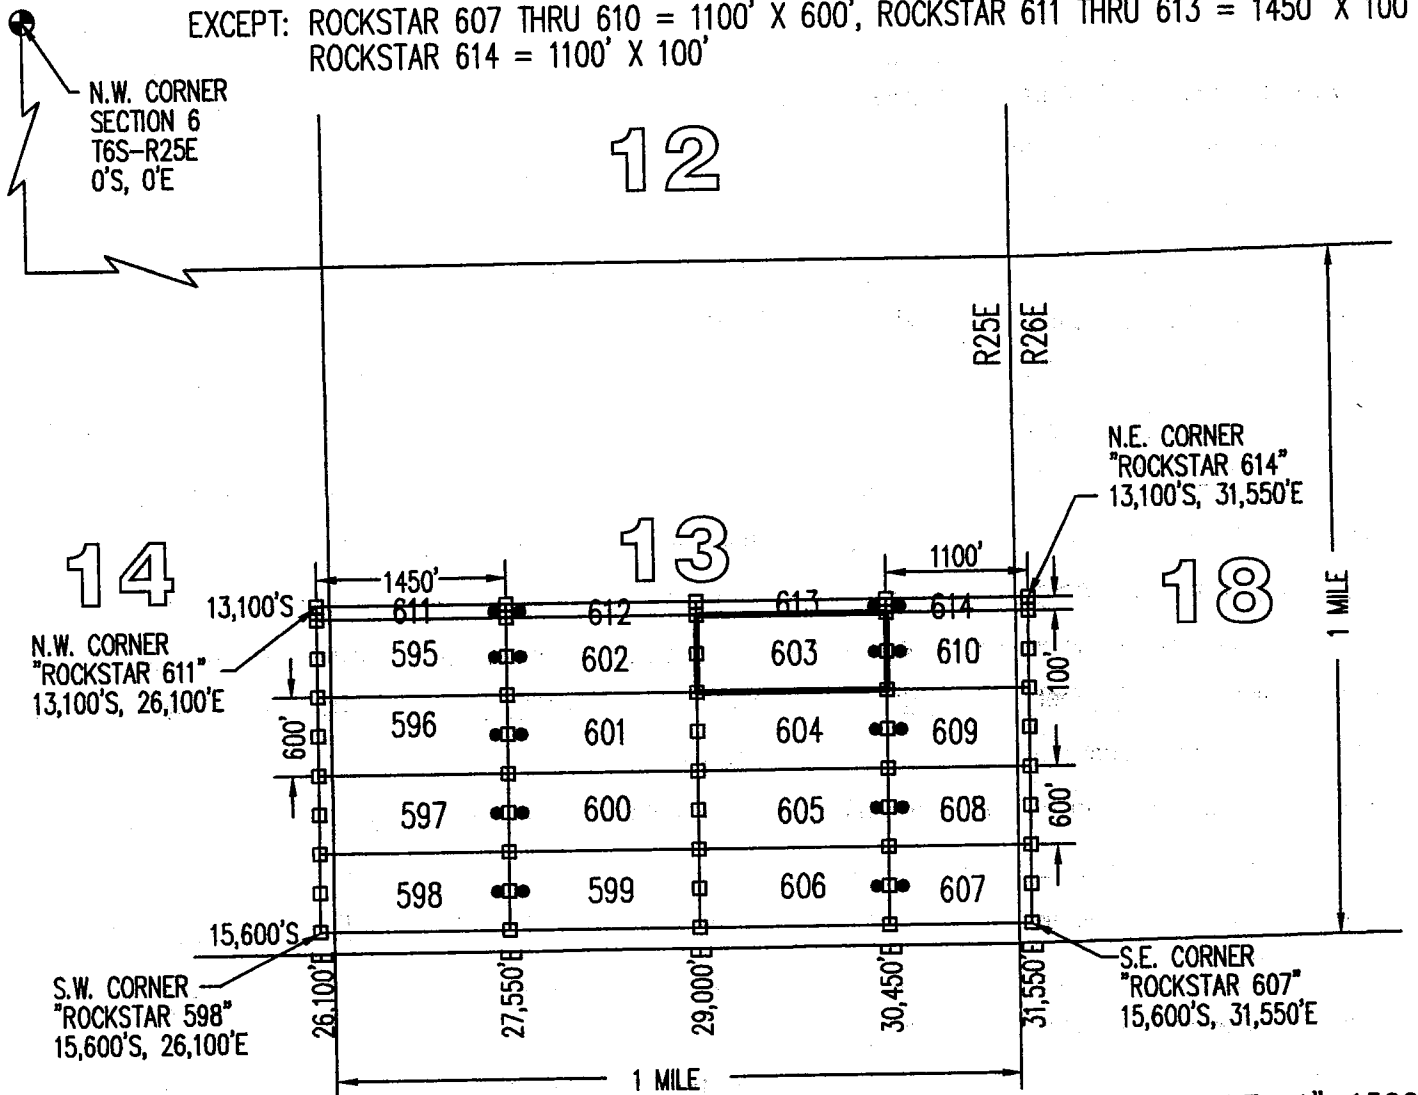 EXCEPT: ROCKSTAR 607 THRU 610 = 1100' X 600', ROCKSTAR 611 THRU 613 = 1450' X 100'
ROCKSTAR 614 = 1100' X 100'
N.W. CORNER
SECTION 6
T6S-R25E
0'S, 0'E
12
R25E
R26E
N.E. CORNER
"ROCKSTAR 614"
13,100'S, 31,550'E
14
13
18
1 MILE
1450'
1100'
13,100'S
611
612
613
614
N.W. CORNER
"ROCKSTAR 611"
13,100'S, 26,100'E
595
602
603
610
100'
600'
596
601
604
609
597
600
605
608
600'
598
599
606
607
15,600'S
26,100'E
27,550'E
29,000'E
30,450'E
31,550'E
S.W. CORNER
"ROCKSTAR 598"
15,600'S, 26,100'E
S.E. CORNER
"ROCKSTAR 607"
15,600'S, 31,550'E
1 MILE